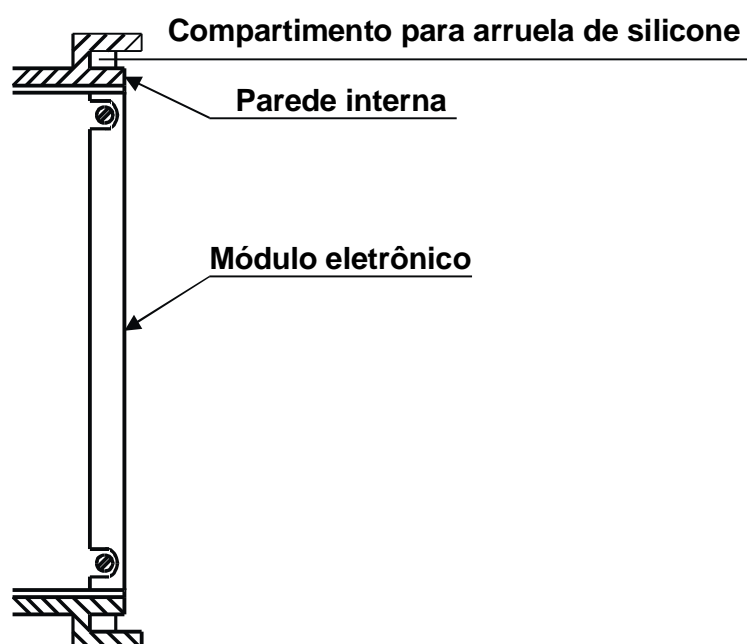 Compartimento para arruela de silicone
Parede interna
Módulo eletrônico